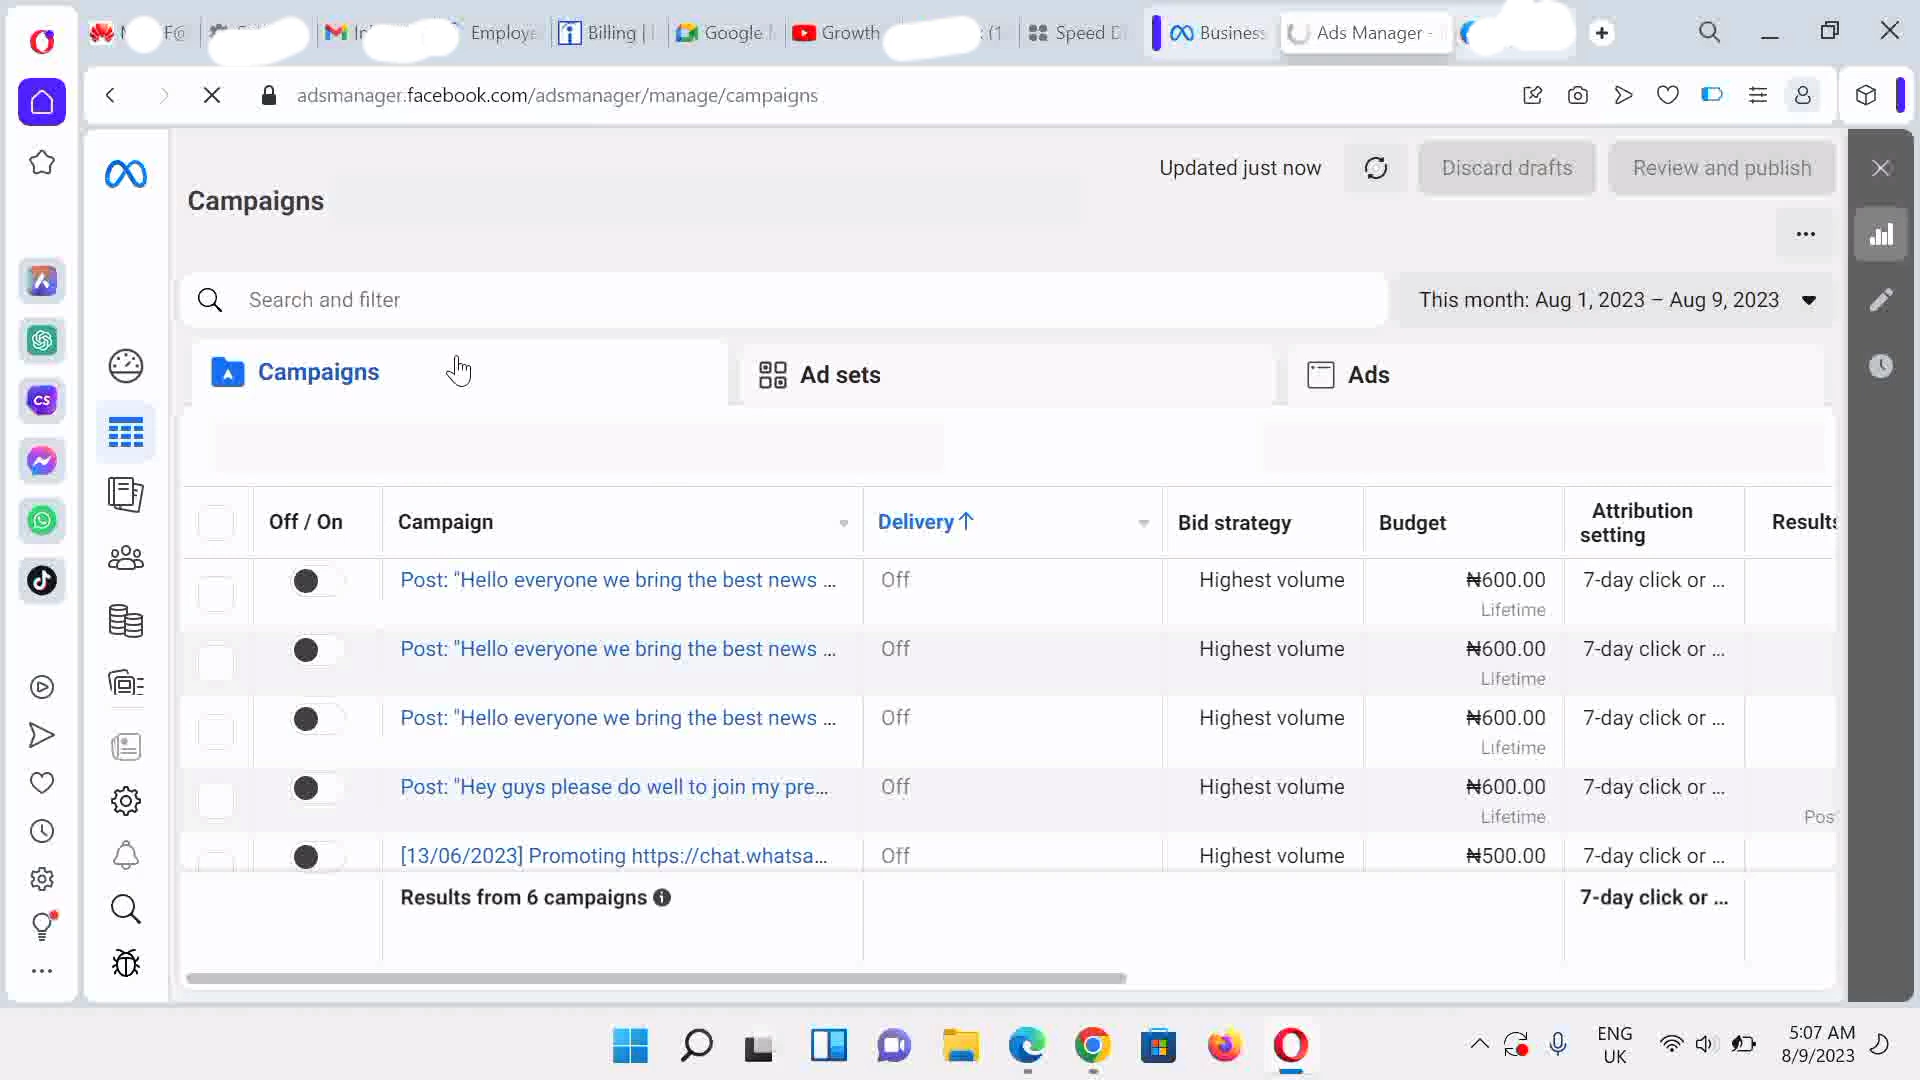 F@
Employe
Billing |
Google
Growth
(1
Speed D
Business
Ads Manager -
adsmanager.facebook.com/adsmanager/manage/campaigns
Campaigns
Updated just now
Discard drafts
Review and publish
Search and filter
This month: Aug 1, 2023 – Aug 9, 2023
Campaigns
Ad sets
Ads
Off / On
Campaign
Delivery ↑
Bid strategy
Budget
Attribution
setting
Results
Post: "Hello everyone we bring the best news ...
Off
Highest volume
₦600.00
Lifetime
7-day click or ...
Post: "Hello everyone we bring the best news ...
Off
Highest volume
₦600.00
Lifetime
7-day click or ...
Post: "Hello everyone we bring the best news ...
Off
Highest volume
₦600.00
Lifetime
7-day click or ...
Post: "Hey guys please do well to join my pre...
Off
Highest volume
₦600.00
Lifetime
7-day click or ...
Pos
[13/06/2023] Promoting https://chat.whatsa...
Off
Highest volume
₦500.00
7-day click or ...
Results from 6 campaigns
7-day click or ...
CS
ENG
UK
5:07 AM
8/9/2023